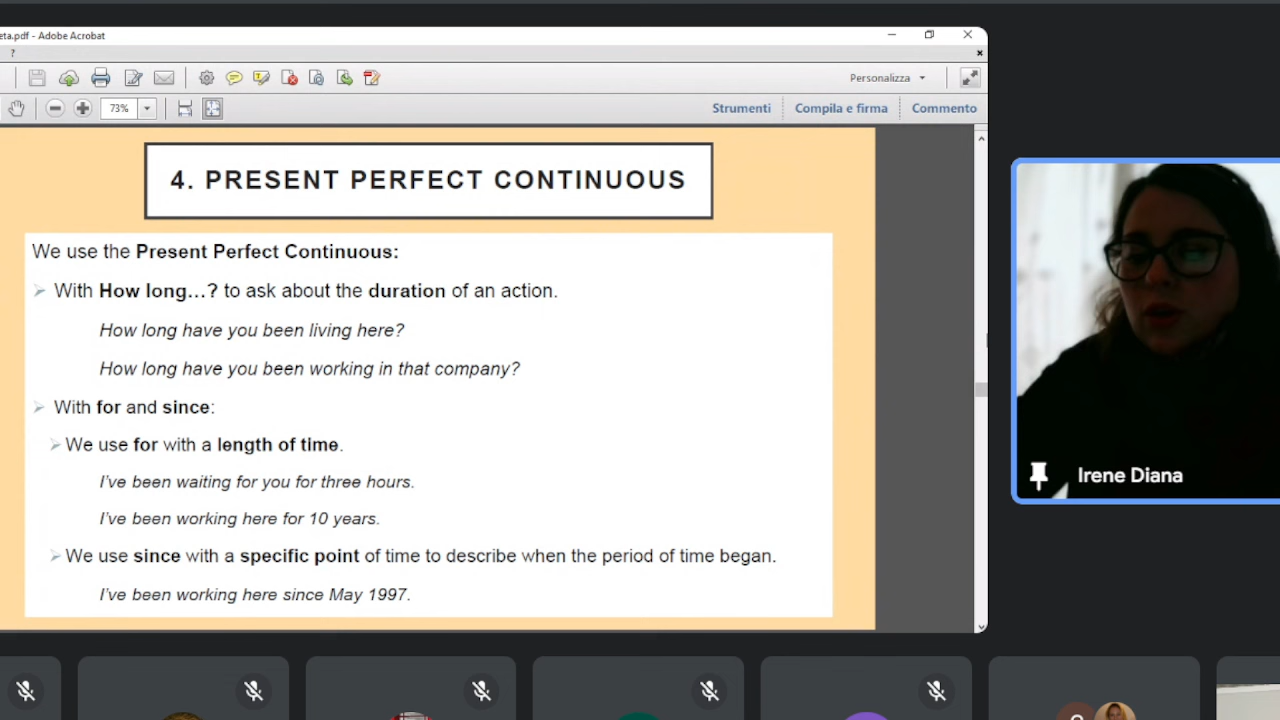 eta.pdf - Adobe Acrobat
?
73%
Personalizza
Strumenti
Compila e firma
Commento
4. PRESENT PERFECT CONTINUOUS
We use the Present Perfect Continuous:
With How long...? to ask about the duration of an action.
How long have you been living here?
How long have you been working in that company?
With for and since:
We use for with a length of time.
I've been waiting for you for three hours.
I've been working here for 10 years.
We use since with a specific point of time to describe when the period of time began.
I've been working here since May 1997.
Irene Diana